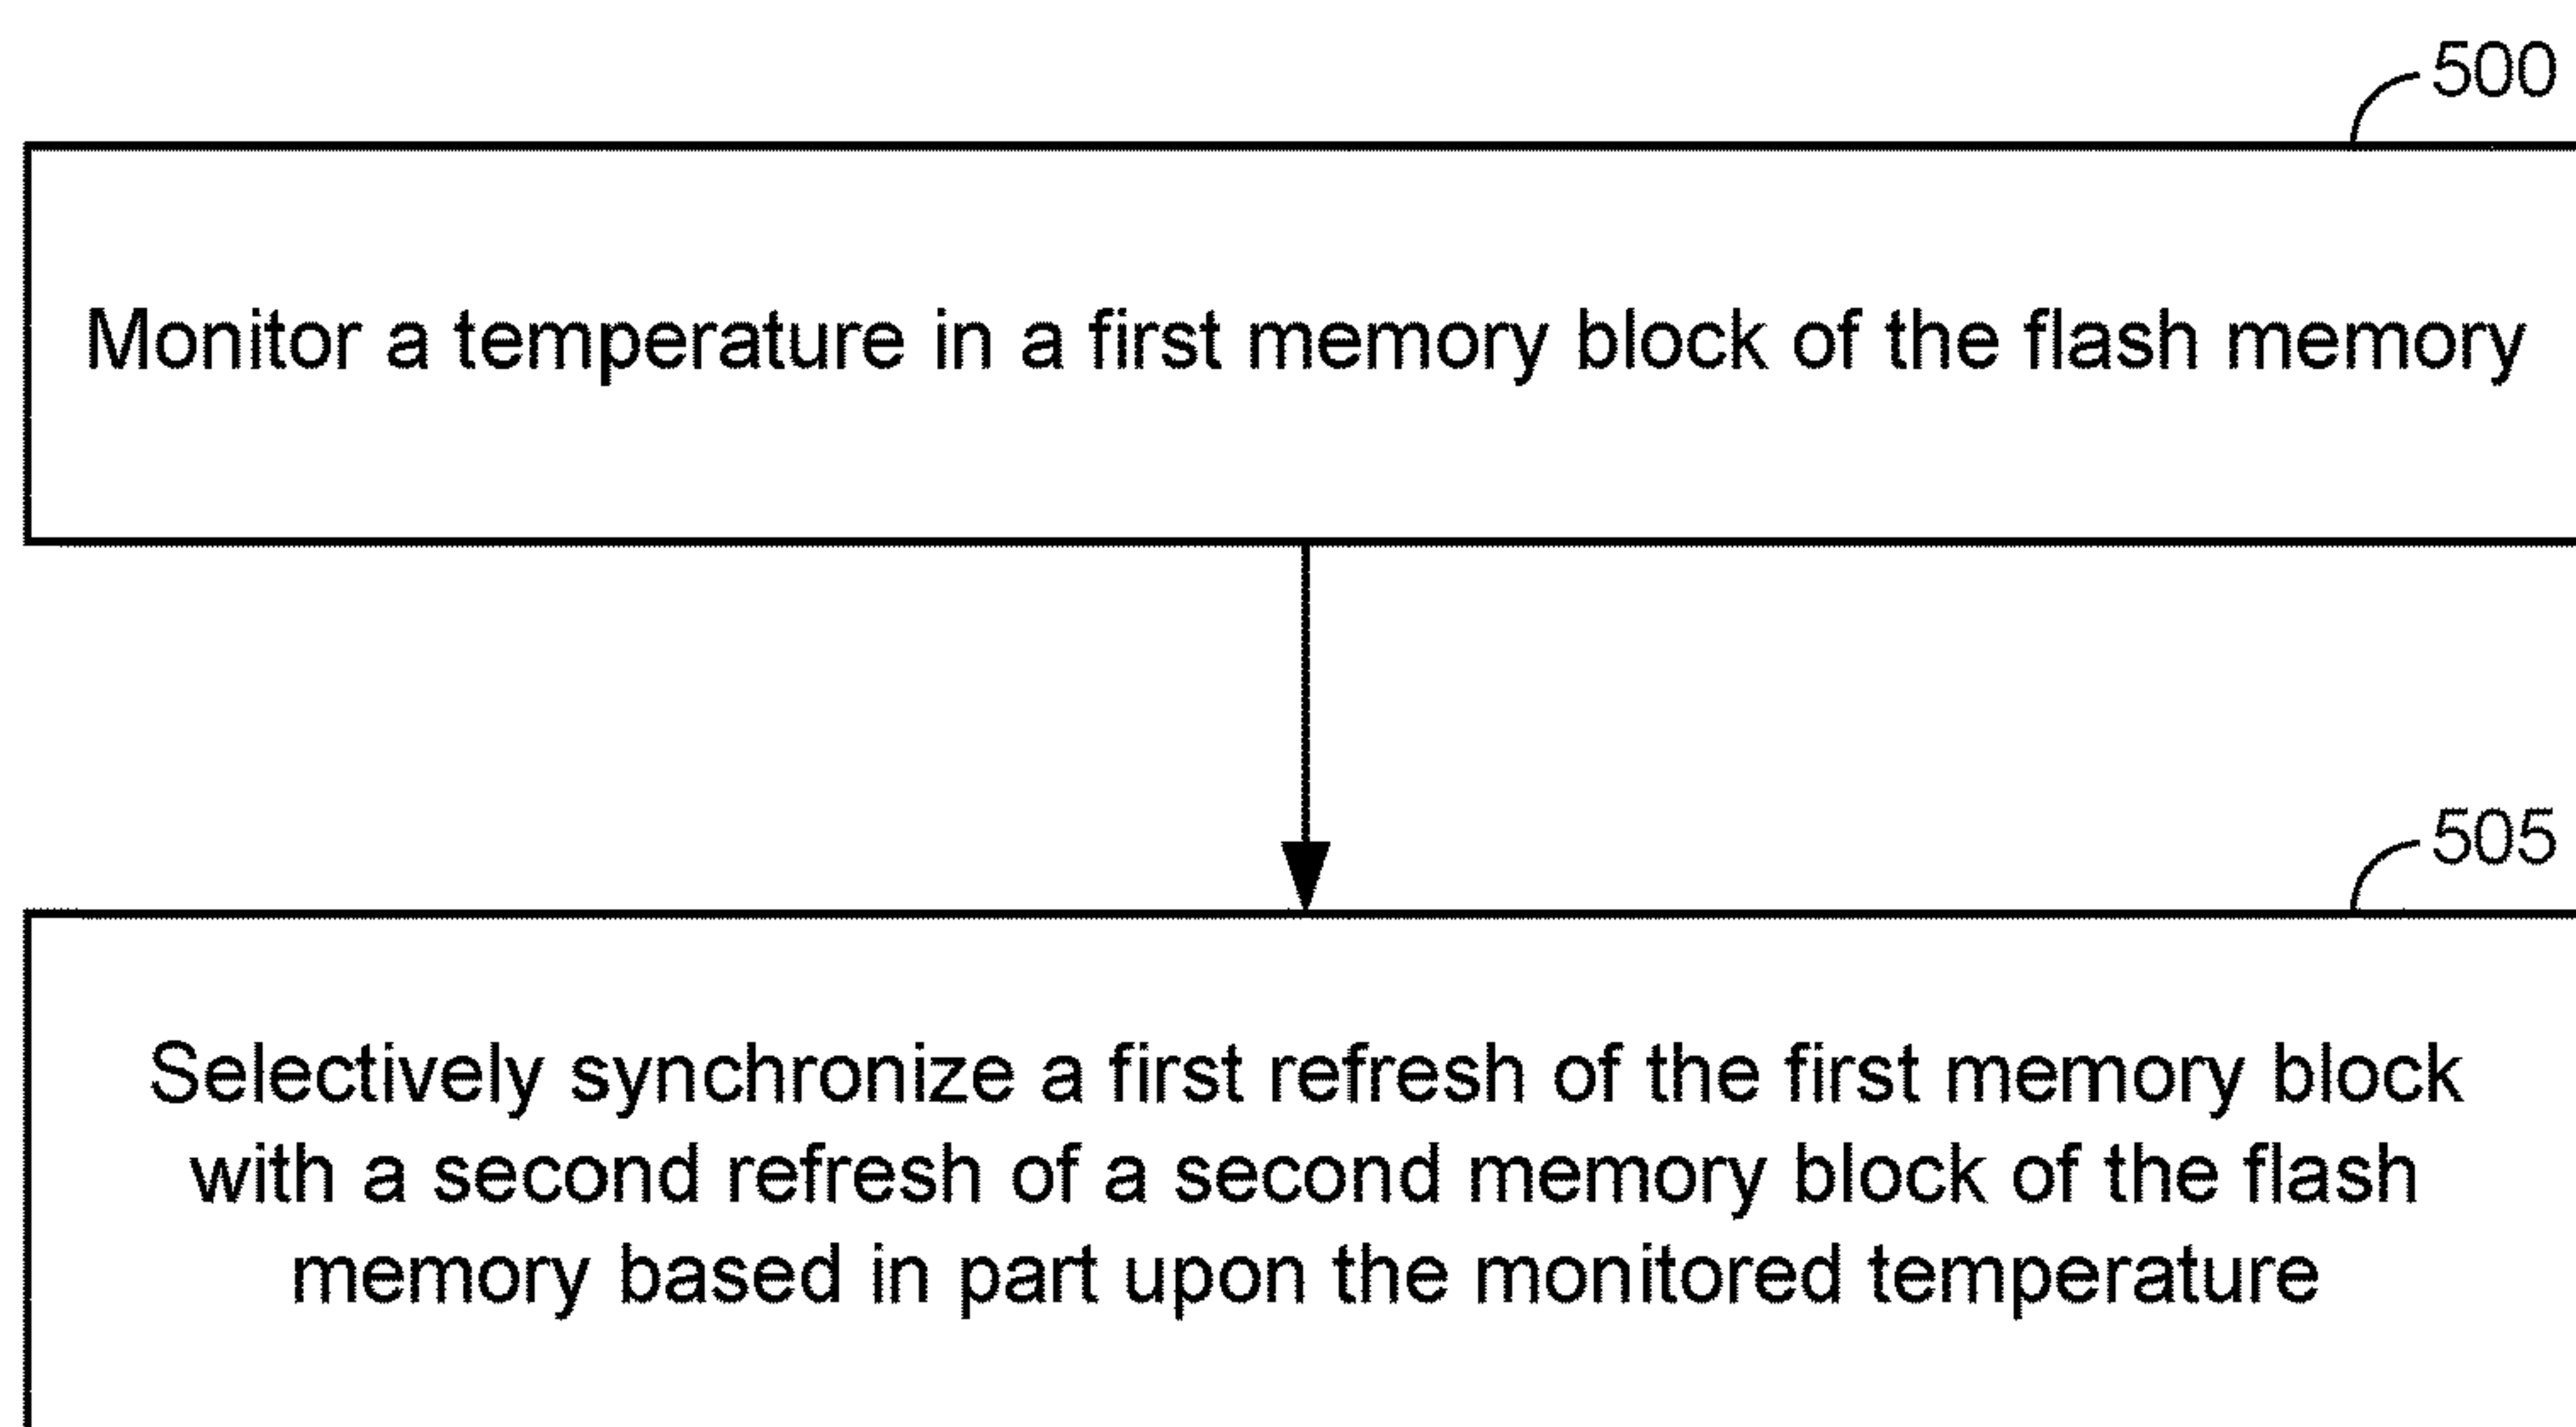 500
Monitor a temperature in a first memory block of the flash memory
505
Selectively synchronize a first refresh of the first memory block
with a second refresh of a second memory block of the flash
memory based in part upon the monitored temperature